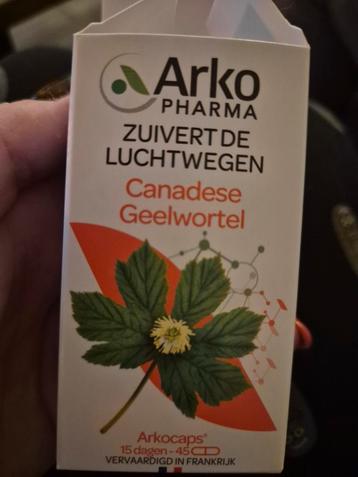 Arko
PHARMA
ZUIVERT DE
LUCHTWEGEN
Canadese
Geelwortel
Arkocaps®
15 dagen - 45
VERVAARDIGD IN FRANKRIJK